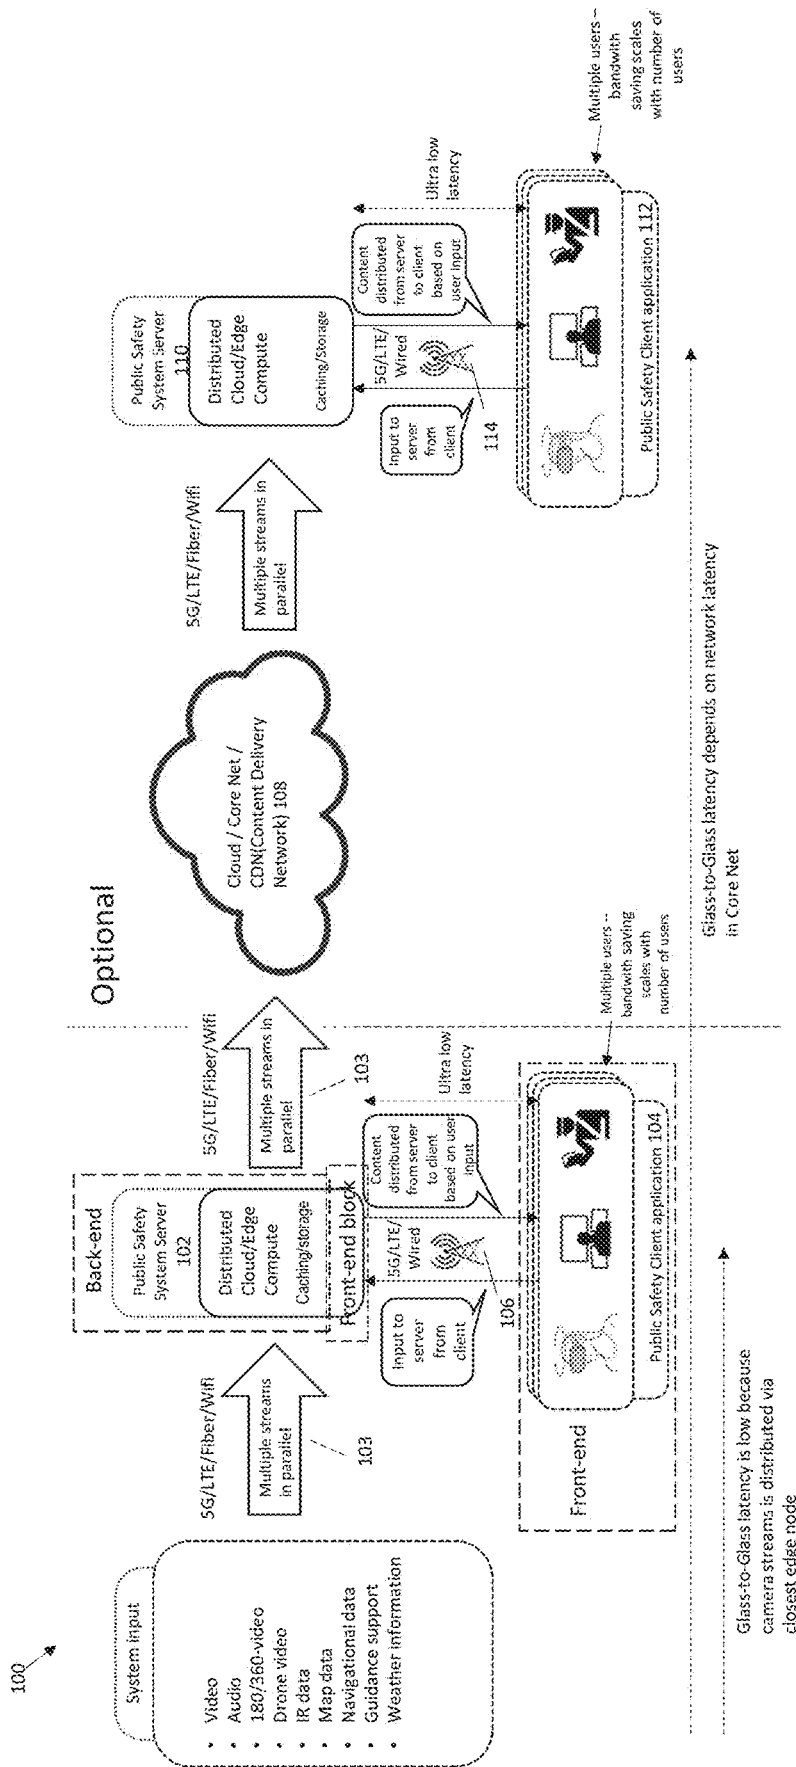 100
System input
• Video
• Audio
• 180/360-video
• Drone video
• IR data
• Map data
• Navigational data
• Guidance support
• Weather information
5G/LTE/Fiber/Wifi
Multiple streams
in parallel
103
Back-end
Public Safety
System Server
102
Distributed
Cloud/Edge
Compute
Caching/storage
Front-end block
Input to
server
from
client
5G/LTE/
Wired
106
Content
distributed
from server
to client
based on user
input
Ultra low
latency
Front-end
Public Safety Client application 104
Multiple users –
bandwith saving
scales with
number of users
5G/LTE/Fiber/Wifi
Multiple streams in
parallel
103
Optional
Cloud / Core Net /
CDN(Content Delivery
Network) 108
5G/LTE/Fiber/Wifi
Multiple streams in
parallel
Public Safety
System Server
110
Distributed
Cloud/Edge
Compute
Caching/Storage
Input to
server
from
client
5G/LTE/
Wired
114
Content
distributed
from server
to client
based on
user input
Ultra low
latency
Public Safety Client application 112
Multiple users –
bandwith
saving scales
with number of
users
Glass-to-Glass latency depends on network latency
in Core Net
Glass-to-Glass latency is low because
camera streams is distributed via
closest edge node